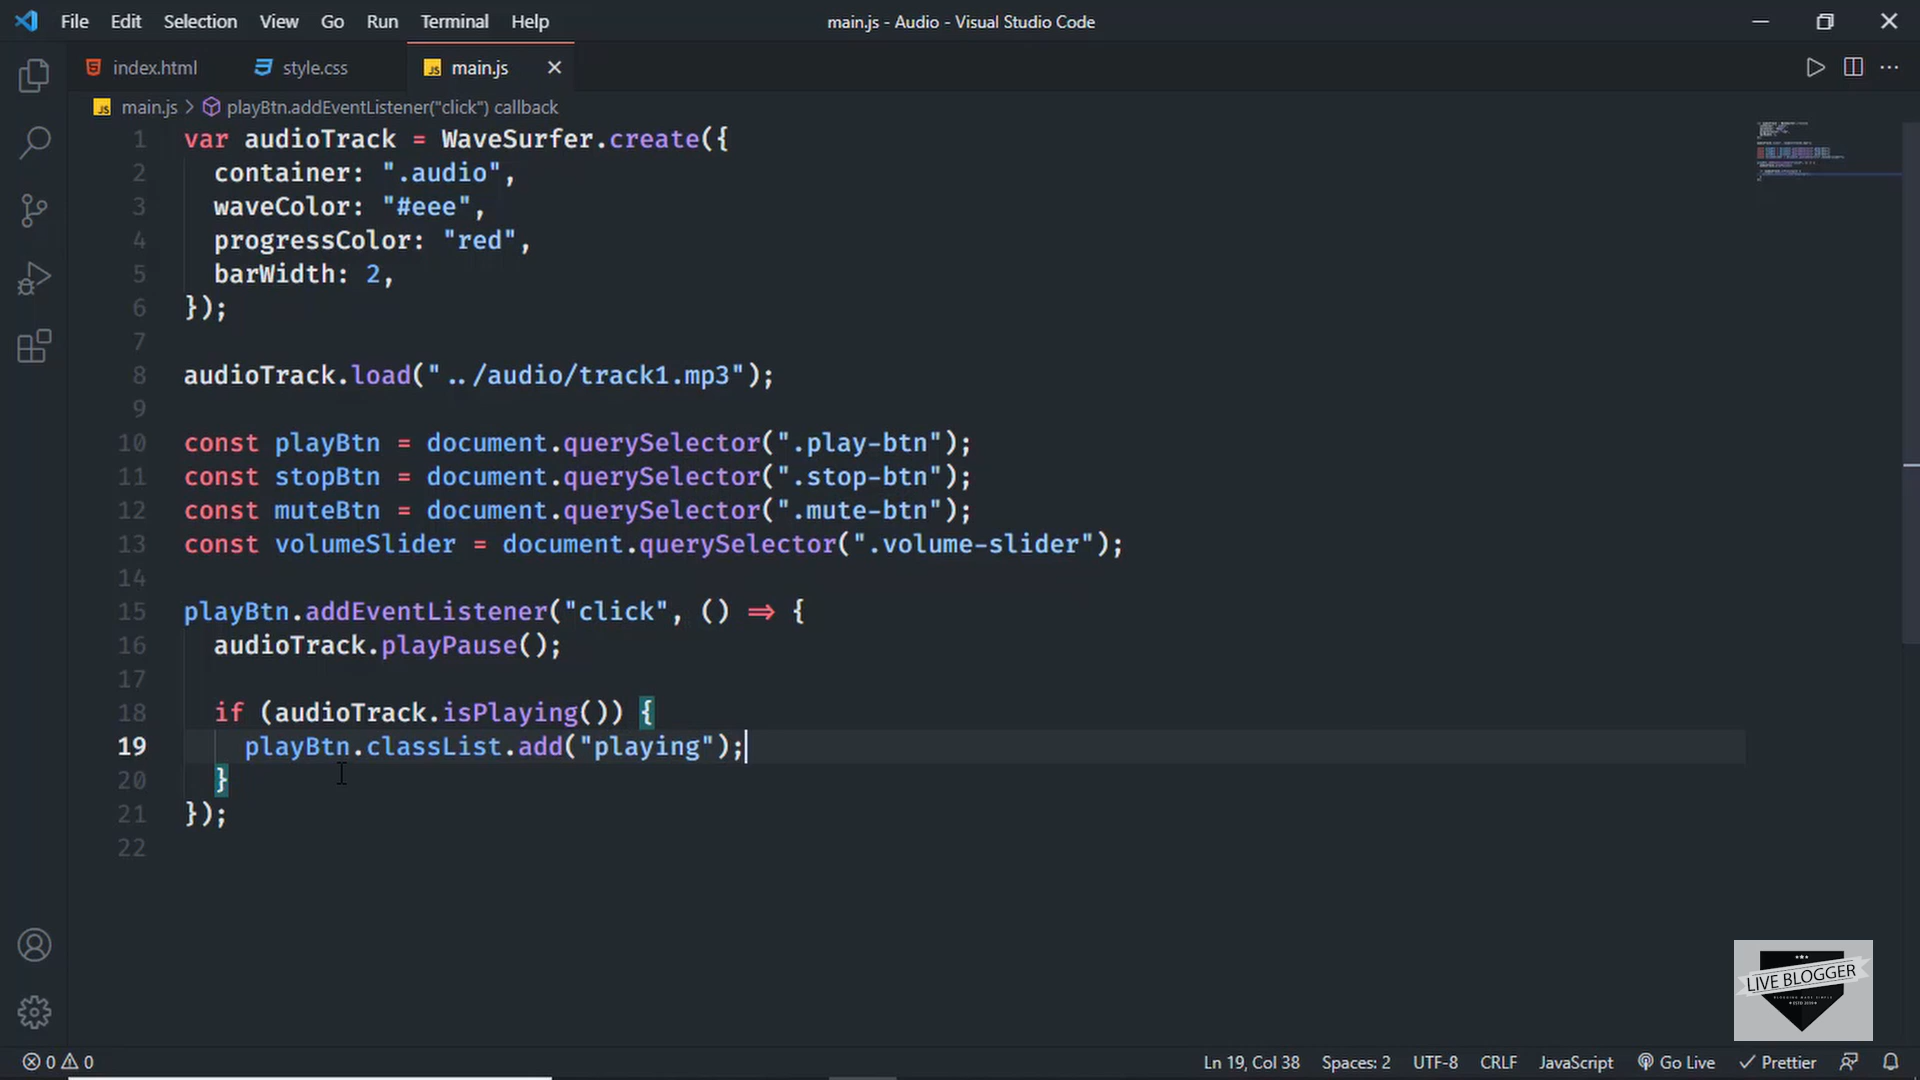 File Edit Selection View Go Run Terminal Help main.js - Audio - Visual Studio Code
index.html style.css JS main.js
JS main.js > playBtn.addEventListener("click") callback
1 var audioTrack = WaveSurfer.create({
2 container: ".audio",
3 waveColor: "#eee",
4 progressColor: "red",
5 barWidth: 2,
6 });
7
8 audioTrack.load("../audio/track1.mp3");
9
10 const playBtn = document.querySelector(".play-btn");
11 const stopBtn = document.querySelector(".stop-btn");
12 const muteBtn = document.querySelector(".mute-btn");
13 const volumeSlider = document.querySelector(".volume-slider");
14
15 playBtn.addEventListener("click", () => {
16 audioTrack.playPause();
17
18 if (audioTrack.isPlaying()) {
19 playBtn.classList.add("playing");
20 }
21 });
22
LIVE BLOGGER
0 0 Ln 19, Col 38 Spaces: 2 UTF-8 CRLF JavaScript Go Live Prettier